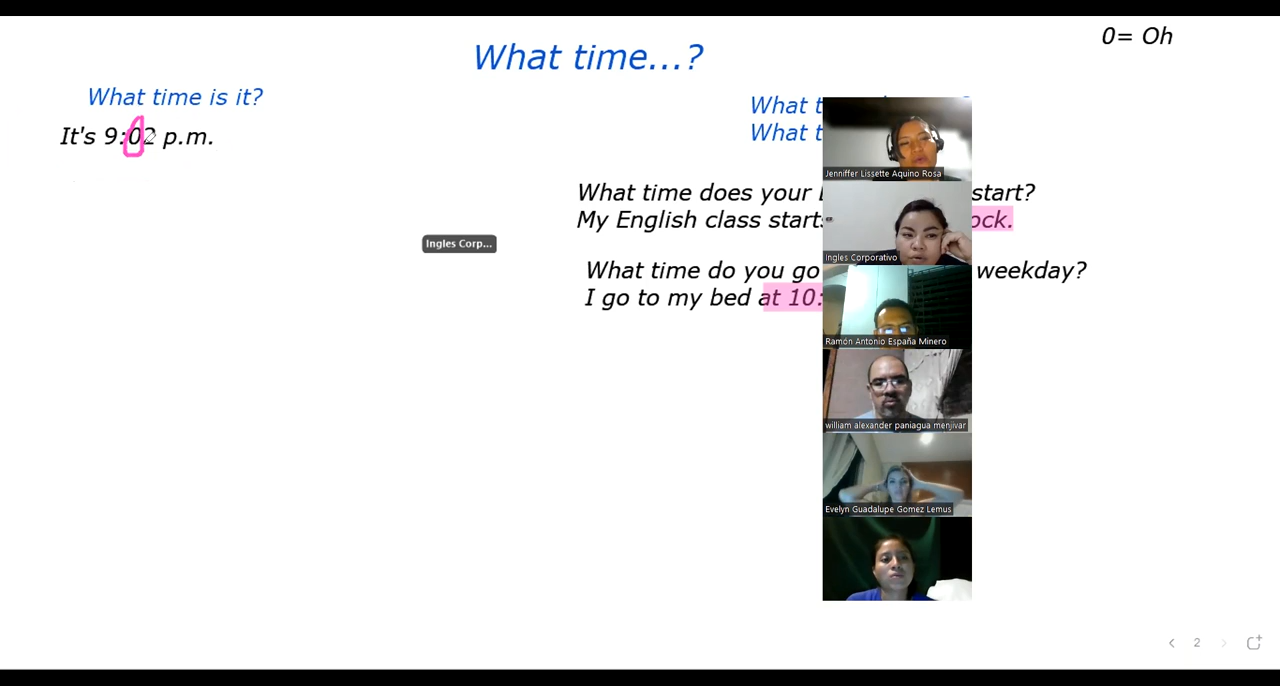 0= Oh
What time...?
What time is it?
It's 9:02 p.m.
What t
What t
Jenniffer Lissette Aquino Rosa
What time does your start?
My English class starts ock.
Ingles Corp...
Ingles Corporativo
What time do you go weekday?
I go to my bed at 10:
Ramón Antonio España Minero
william alexander paniagua menjivar
Evelyn Guadalupe Gomez Lemus
2